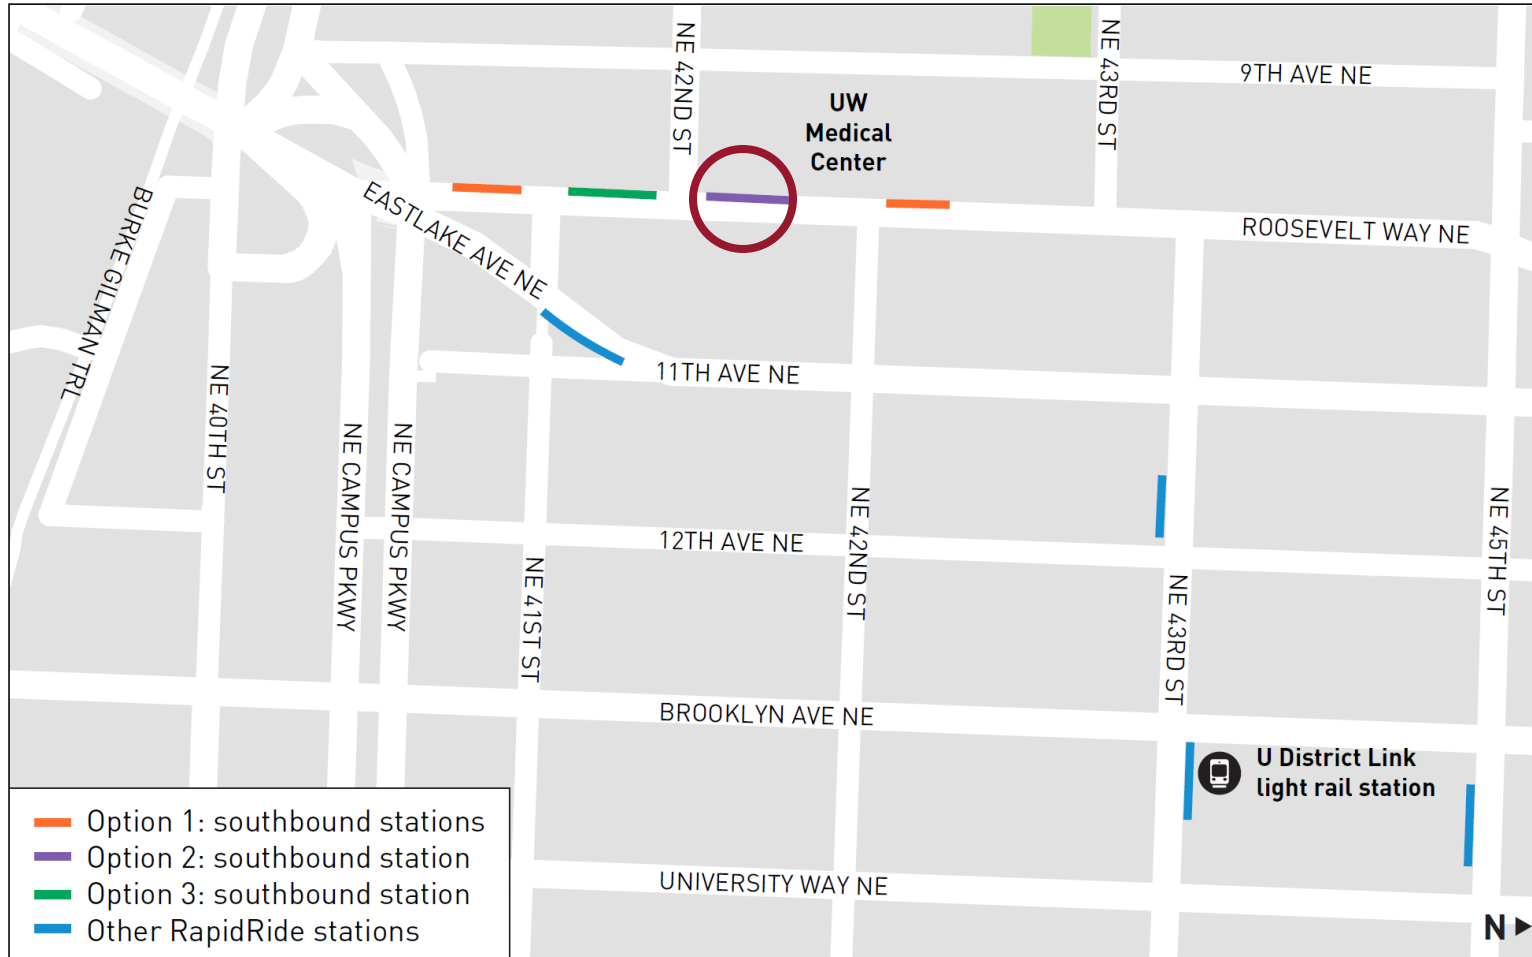 NE 42ND ST
NE 43RD ST
9TH AVE NE
UW
Medical
Center
EASTLAKE AVE NE
ROOSEVELT WAY NE
BURKE GILMAN TRL
11TH AVE NE
NE 40TH ST
NE CAMPUS PKWY
NE CAMPUS PKWY
NE 42ND ST
NE 45TH ST
12TH AVE NE
NE 41ST ST
NE 43RD ST
BROOKLYN AVE NE
U District Link
light rail station
Option 1: southbound stations
Option 2: southbound station
Option 3: southbound station
Other RapidRide stations
UNIVERSITY WAY NE
N